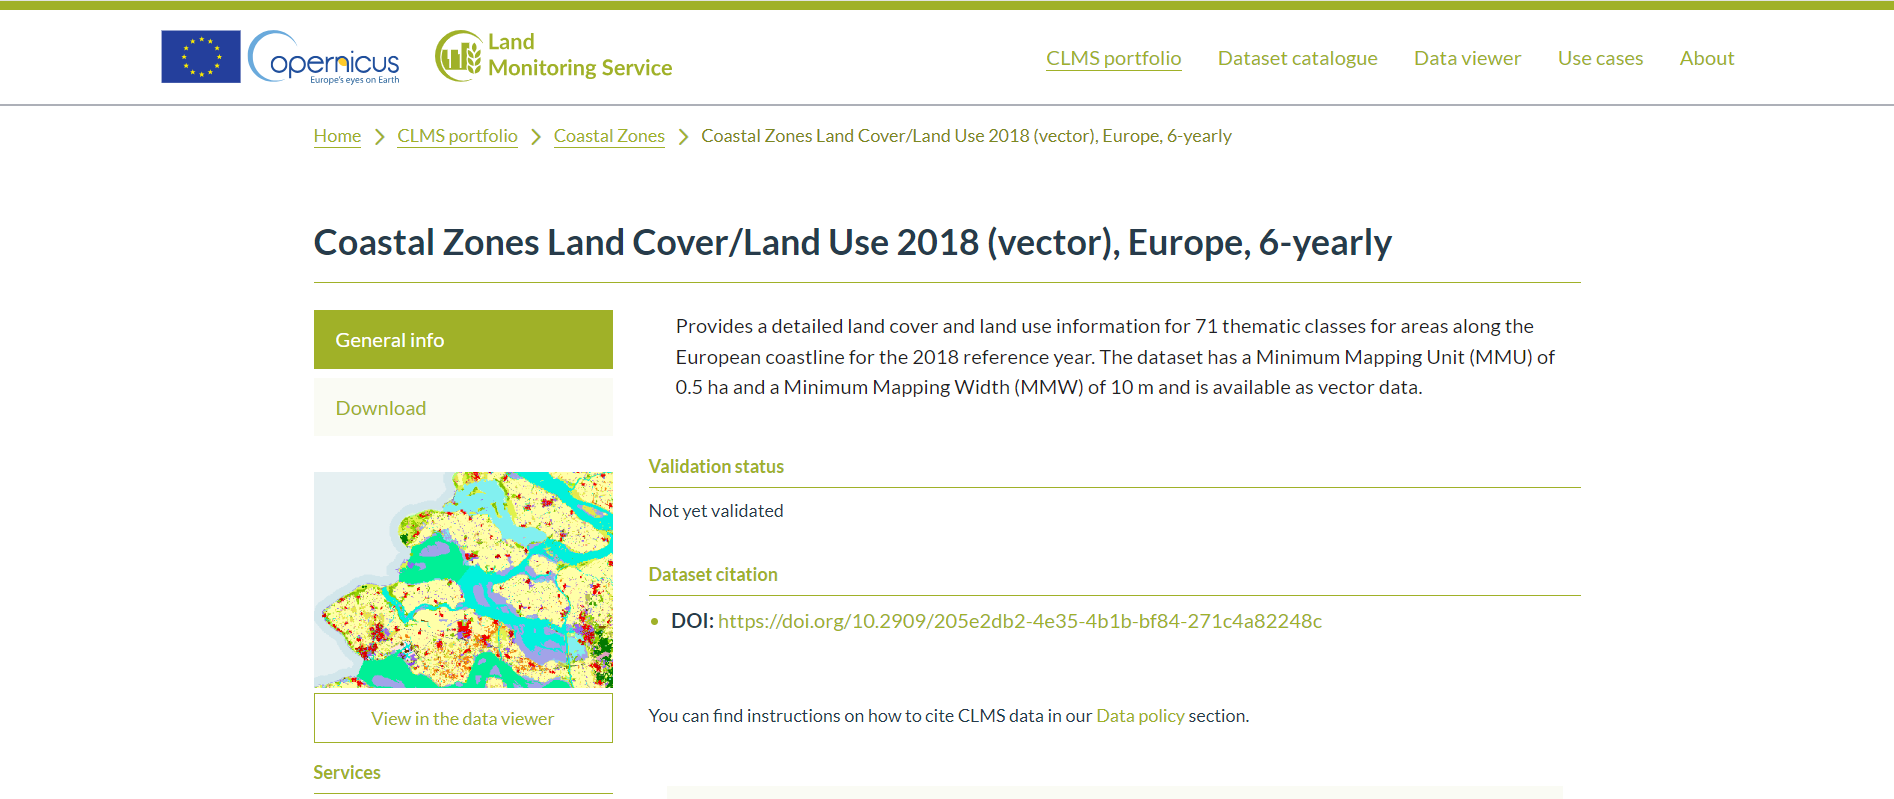 opernicus
Europe's eyes on Earth
Land
Monitoring Service
CLMS portfolio
Dataset catalogue
Data viewer
Use cases
About
Home > CLMS portfolio > Coastal Zones > Coastal Zones Land Cover/Land Use 2018 (vector), Europe, 6-yearly
Coastal Zones Land Cover/Land Use 2018 (vector), Europe, 6-yearly
General info
Download
View in the data viewer
Services
Provides a detailed land cover and land use information for 71 thematic classes for areas along the
European coastline for the 2018 reference year. The dataset has a Minimum Mapping Unit (MMU) of
0.5 ha and a Minimum Mapping Width (MMW) of 10 m and is available as vector data.
Validation status
Not yet validated
Dataset citation
• DOI: https://doi.org/10.2909/205e2db2-4e35-4b1b-bf84-271c4a82248c
You can find instructions on how to cite CLMS data in our Data policy section.